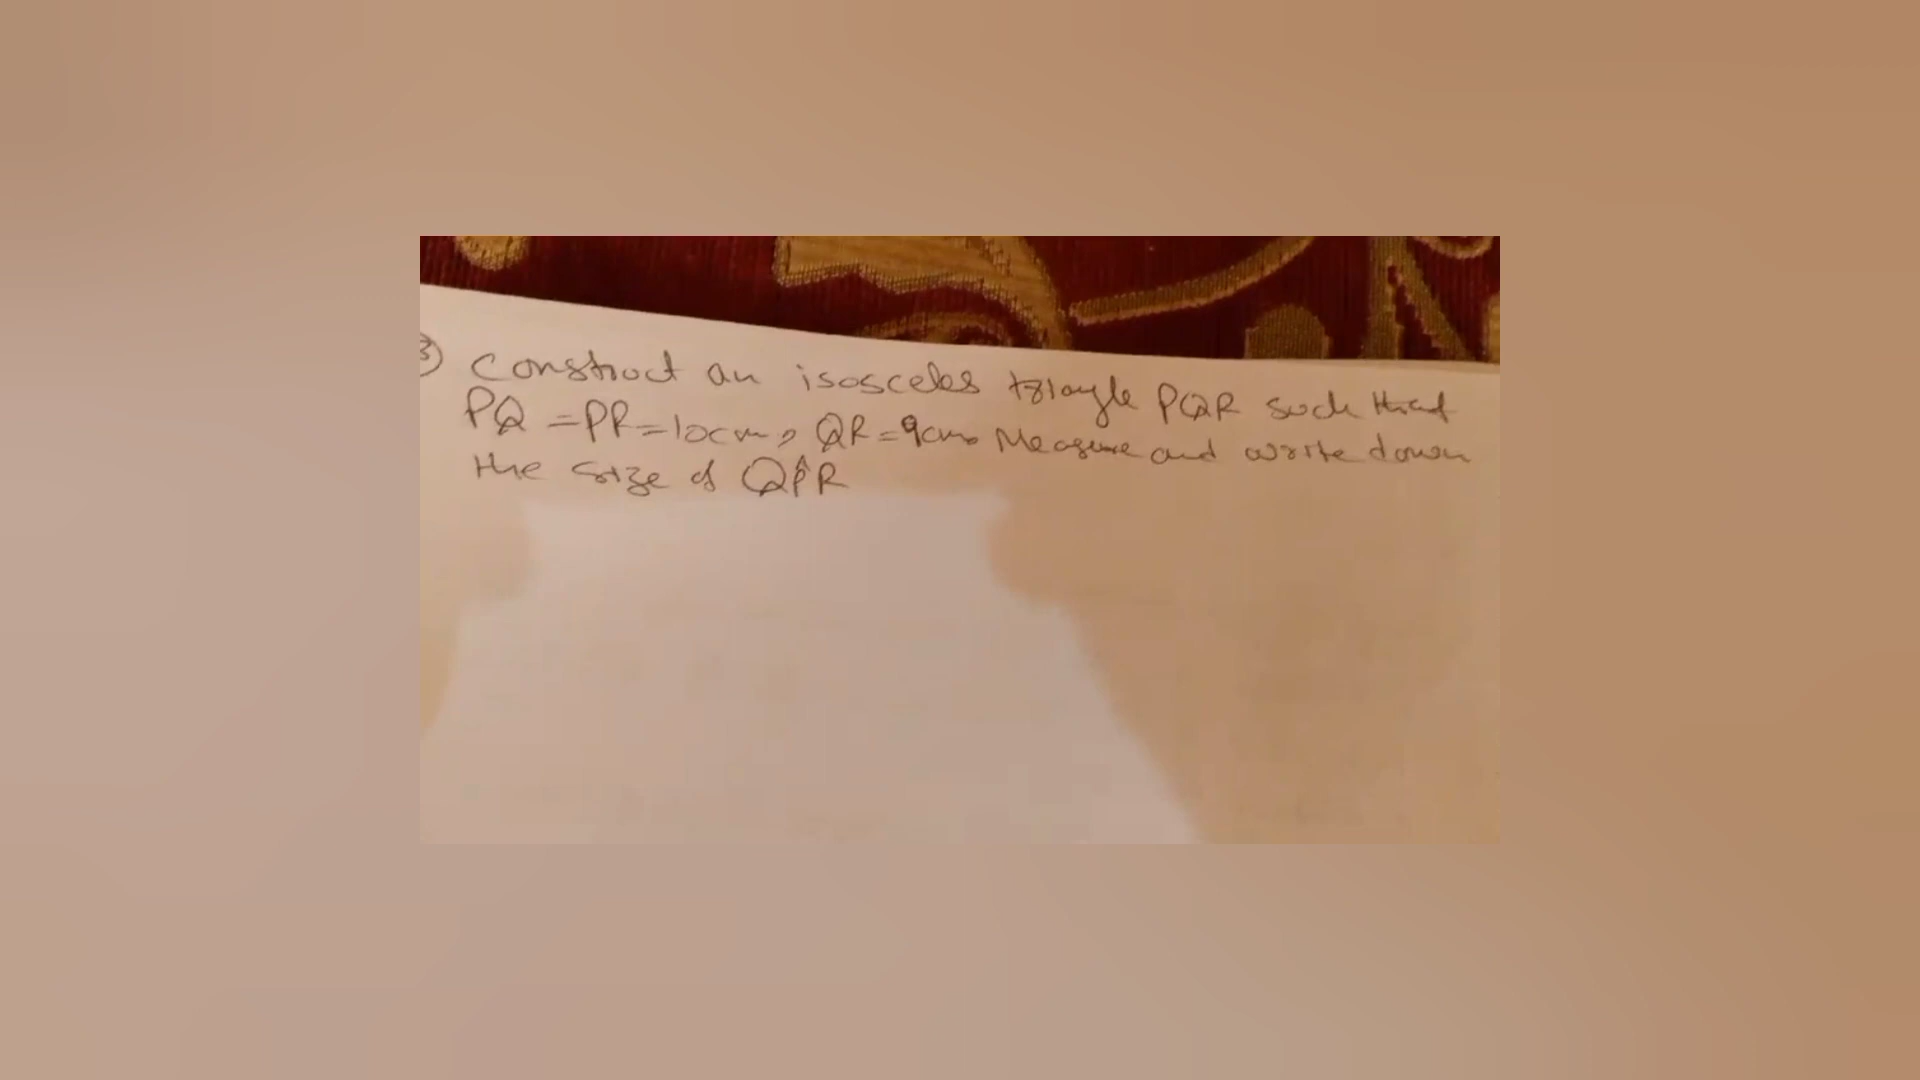 3) Construct an isosceles triangle PQR such that
PQ = PR = 10cm, QR = 9cm. Measure and write down
the size of QP̂R